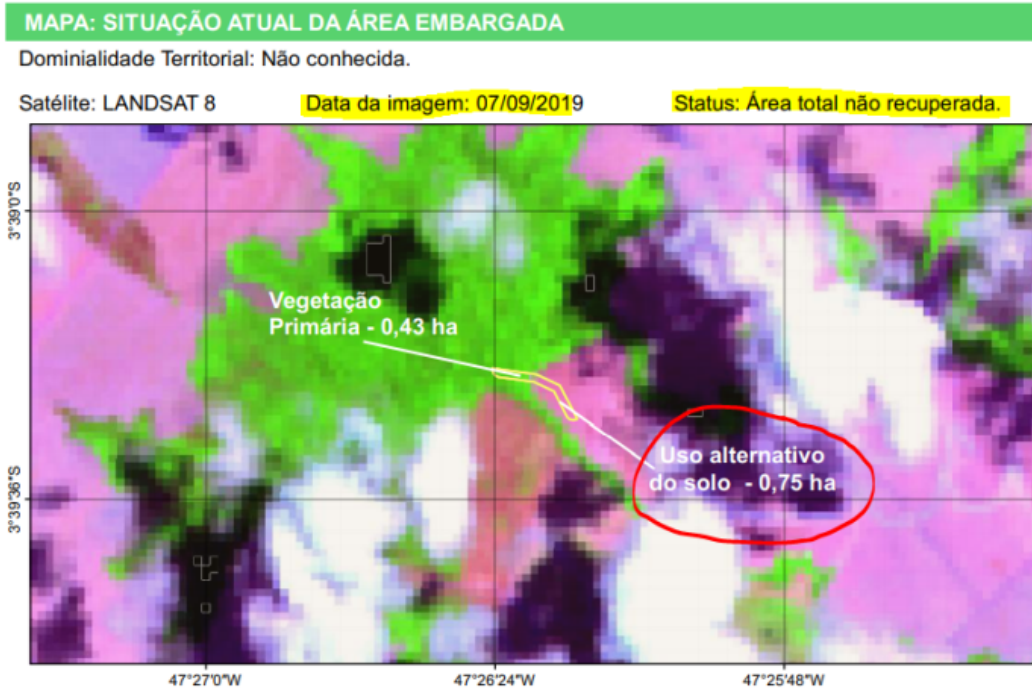 MAPA: SITUAÇÃO ATUAL DA ÁREA EMBARGADA
Dominialidade Territorial: Não conhecida.
Satélite: LANDSAT 8 Data da imagem: 07/09/2019 Status: Área total não recuperada.
3°39'0"S
Vegetação
Primária - 0,43 ha
Uso alternativo
do solo - 0,75 ha
3°39'36"S
47°27'0"W 47°26'24"W 47°25'48"W